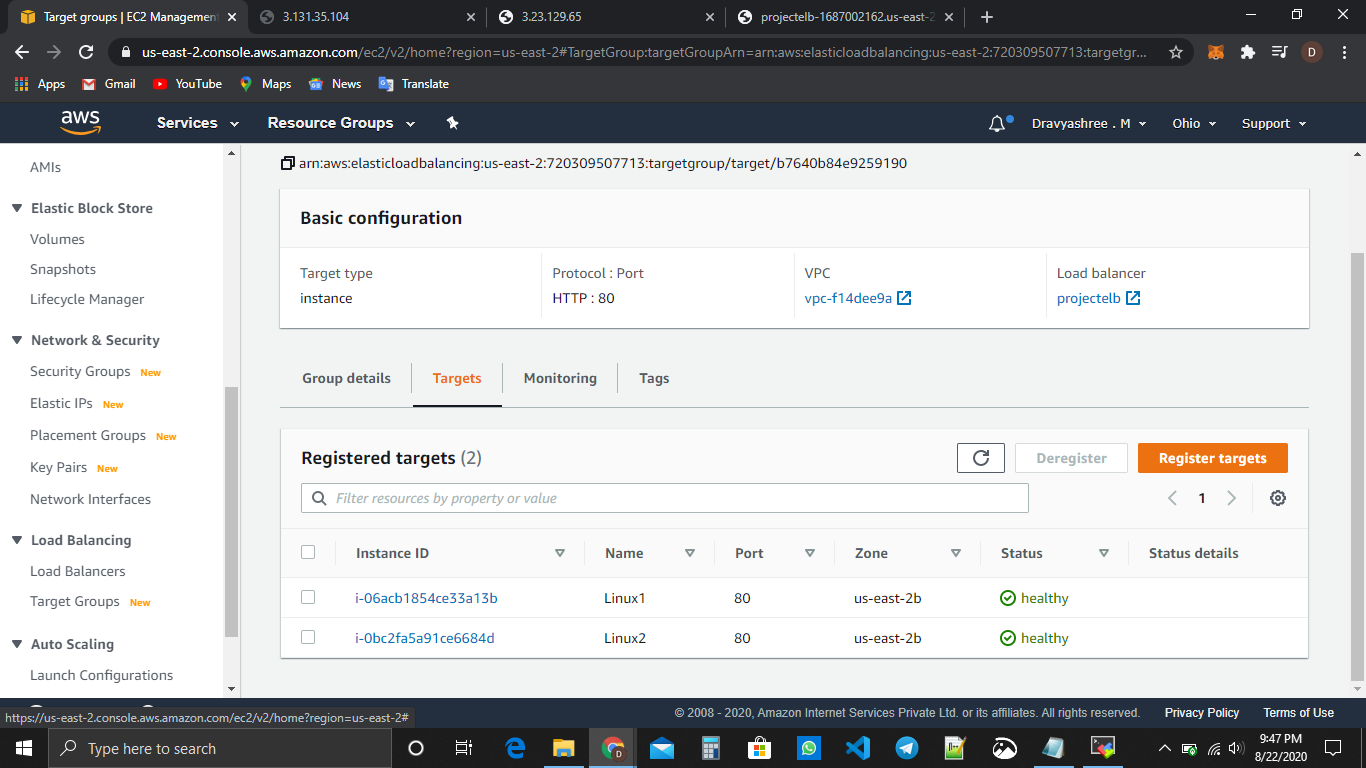 Target groups | EC2 Management
3.131.35.104
3.23.129.65
projectelb-1687002162.us-east-2
us-east-2.console.aws.amazon.com/ec2/v2/home?region=us-east-2#TargetGroup:targetGroupArn=arn:aws:elasticloadbalancing:us-east-2:720309507713:targetgr...
D
Apps
Gmail
YouTube
Maps
News
Translate
aws
Services
Resource Groups
Dravyashree . M
Ohio
Support
AMIs
Elastic Block Store
Volumes
Snapshots
Lifecycle Manager
Network & Security
Security Groups New
Elastic IPs New
Placement Groups New
Key Pairs New
Network Interfaces
Load Balancing
Load Balancers
Target Groups New
Auto Scaling
Launch Configurations
arn:aws:elasticloadbalancing:us-east-2:720309507713:targetgroup/target/b7640b84e9259190
Basic configuration
Target type
instance
Protocol : Port
HTTP : 80
VPC
vpc-f14dee9a
Load balancer
projectelb
Group details
Targets
Monitoring
Tags
Registered targets (2)
Deregister
Register targets
Filter resources by property or value
1
Instance ID Name Port Zone Status Status details
i-06acb1854ce33a13b Linux1 80 us-east-2b healthy
i-0bc2fa5a91ce6684d Linux2 80 us-east-2b healthy
https://us-east-2.console.aws.amazon.com/ec2/v2/home?region=us-east-2#
© 2008 - 2020, Amazon Internet Services Private Ltd. or its affiliates. All rights reserved.
Privacy Policy
Terms of Use
Type here to search
D
9:47 PM
8/22/2020